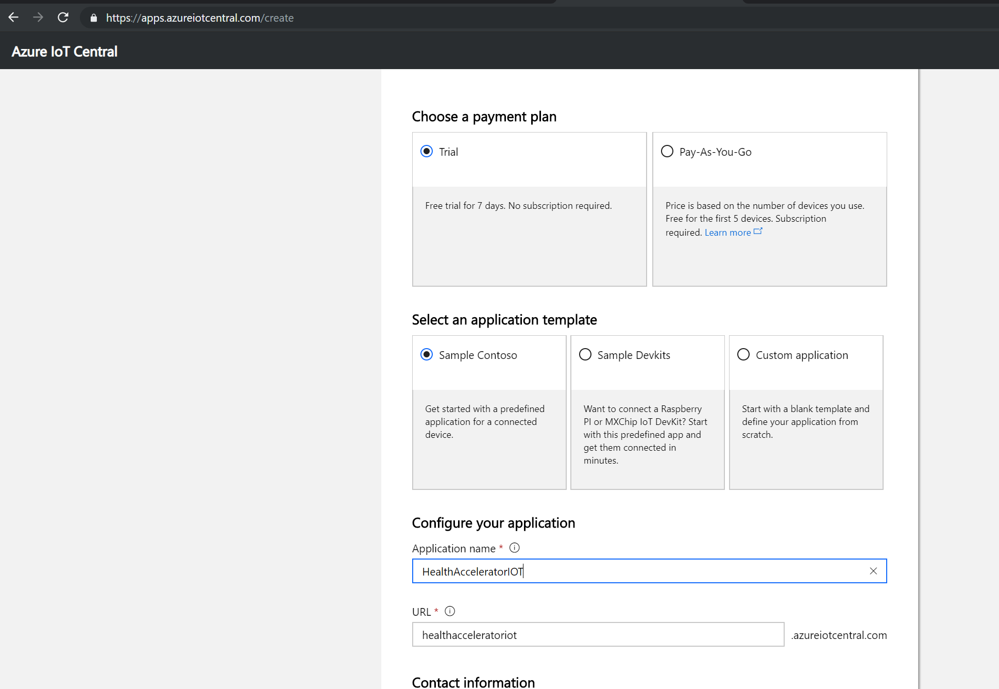 https://apps.azureiotcentral.com/create
Azure IoT Central
Choose a payment plan
Trial
Free trial for 7 days. No subscription required.
Pay-As-You-Go
Price is based on the number of devices you use.
Free for the first 5 devices. Subscription
required. Learn more
Select an application template
Sample Contoso
Get started with a predefined
application for a connected
device.
Sample Devkits
Want to connect a Raspberry
PI or MXChip IoT DevKit? Start
with this predefined app and
get them connected in
minutes.
Custom application
Start with a blank template and
define your application from
scratch.
Configure your application
Application name *
HealthAcceleratorIOT
URL *
healthacceleratoriot .azureiotcentral.com
Contact information